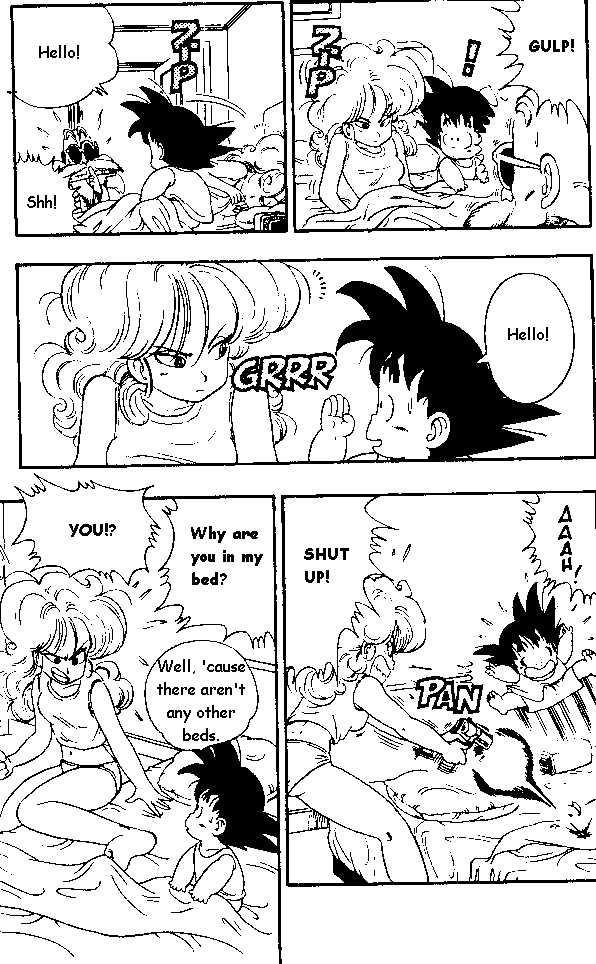 Hello!
ZIP
Shh!
ZIP
!
GULP!
GRRR
Hello!
YOU!?
Why are
you in my
bed?
Well, 'cause
there aren't
any other
beds.
SHUT
UP!
AAAH!
PAN